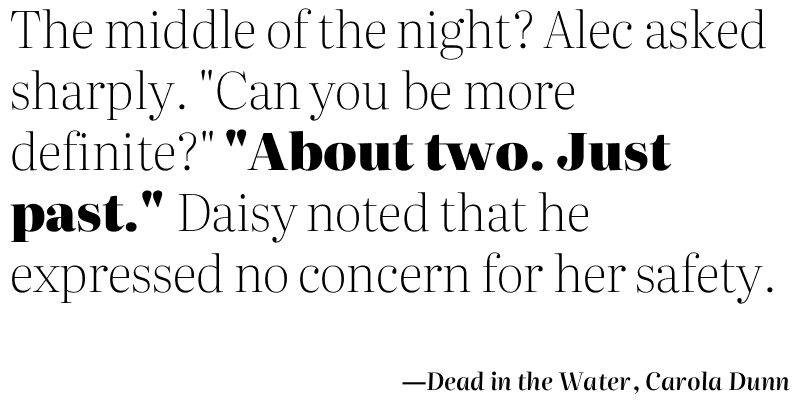 The middle of the night? Alec asked
sharply. "Can you be more
definite?" "About two. Just
past." Daisy noted that he
expressed no concern for her safety.
—Dead in the Water, Carola Dunn